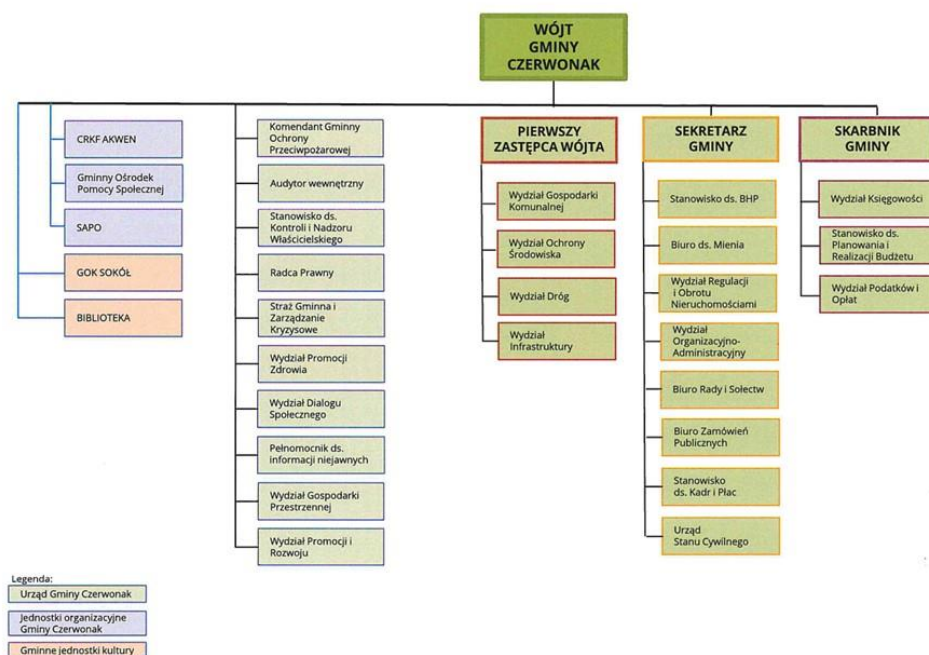 WÓJT
GMINY
CZERWONAK
CRKF AKWEN
Gminny Ośrodek
Pomocy Społecznej
SAPO
GOK SOKÓŁ
BIBLIOTEKA
Komendant Gminny
Ochrony
Przeciwpożarowej
Audytor wewnętrzny
Stanowisko ds.
Kontroli i Nadzoru
Właścicielskiego
Radca Prawny
Straż Gminna i
Zarządzanie
Kryzysowe
Wydział Promocji
Zdrowia
Wydział Dialogu
Społecznego
Pełnomocnik ds.
informacji niejawnych
Wydział Gospodarki
Przestrzennej
Wydział Promocji i
Rozwoju
PIERWSZY
ZASTĘPCA WÓJTA
Wydział Gospodarki
Komunalnej
Wydział Ochrony
Środowiska
Wydział Dróg
Wydział
Infrastruktury
SEKRETARZ
GMINY
Stanowisko ds. BHP
Biuro ds. Mienia
Wydział Regulacji
i Obrotu
Nieruchomościami
Wydział
Organizacyjno-
Administracyjny
Biuro Rady i Sołectw
Biuro Zamówień
Publicznych
Stanowisko
ds. Kadr i Płac
Urząd
Stanu Cywilnego
SKARBNIK
GMINY
Wydział Księgowości
Stanowisko ds.
Planowania i
Realizacji Budżetu
Wydział Podatków i
Opłat
Legenda:
Urząd Gminy Czerwonak
Jednostki organizacyjne
Gminy Czerwonak
Gminne jednostki kultury